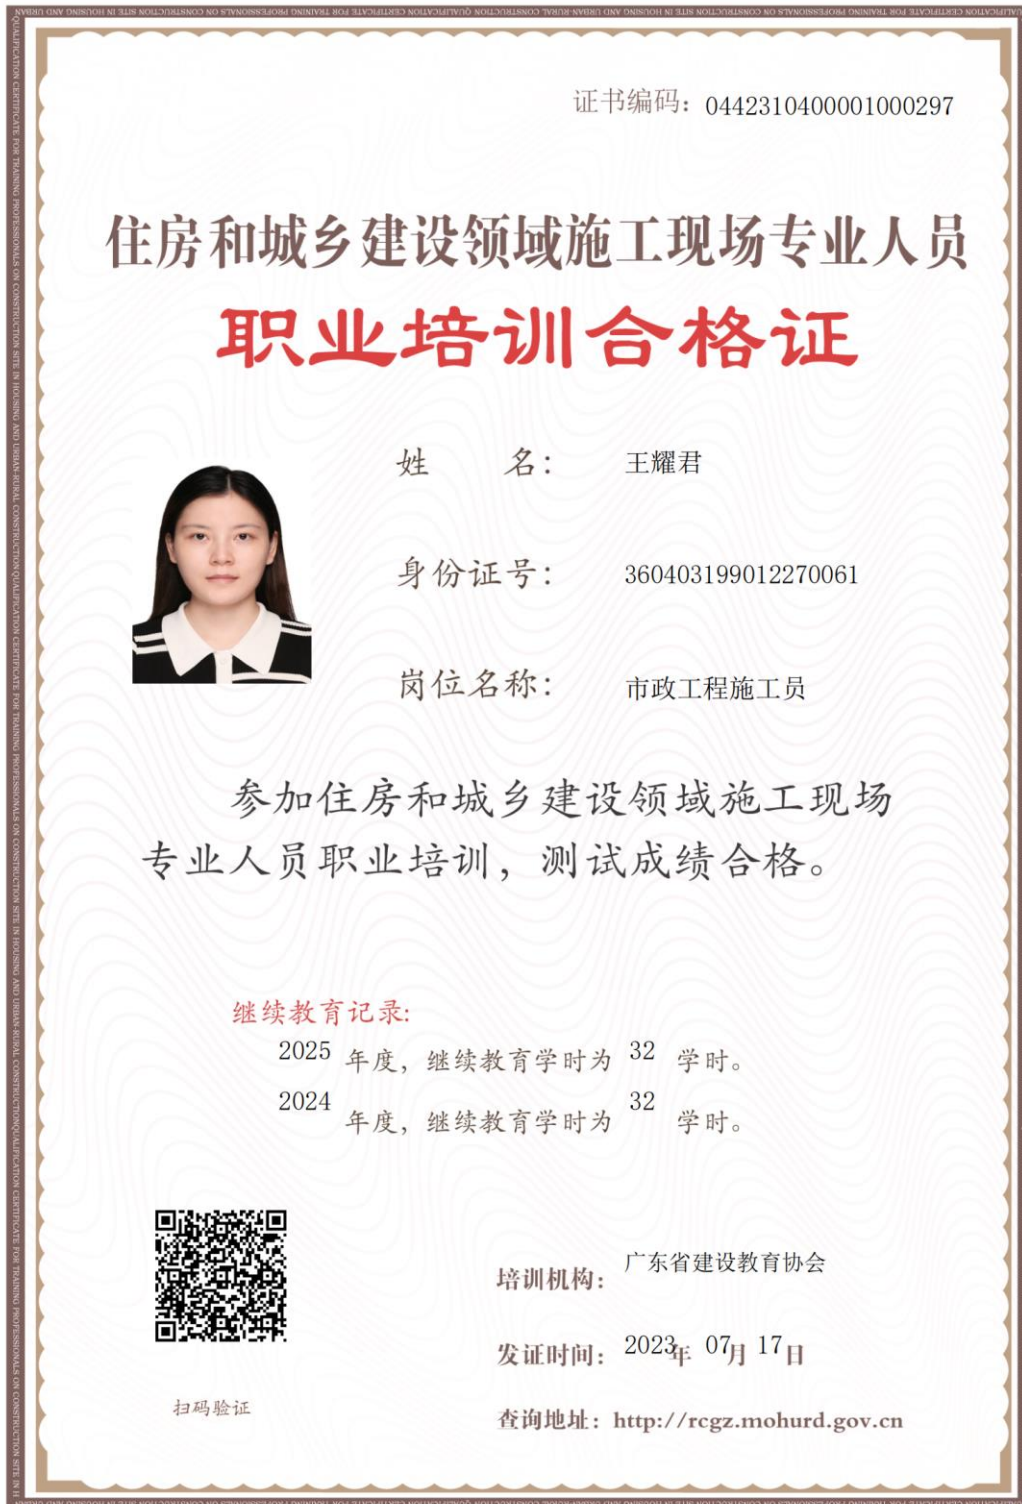 证书编码：0442310400001000297
住房和城乡建设领域施工现场专业人员
职业培训合格证
姓 名： 王耀君
身份证号： 360403199012270061
岗位名称： 市政工程施工员
参加住房和城乡建设领域施工现场
专业人员职业培训，测试成绩合格。
继续教育记录:
2025 年度，继续教育学时为 32 学时。
2024 年度，继续教育学时为 32 学时。
培训机构： 广东省建设教育协会
发证时间： 2023年 07月 17日
扫码验证
查询地址：http://rcgz.mohurd.gov.cn